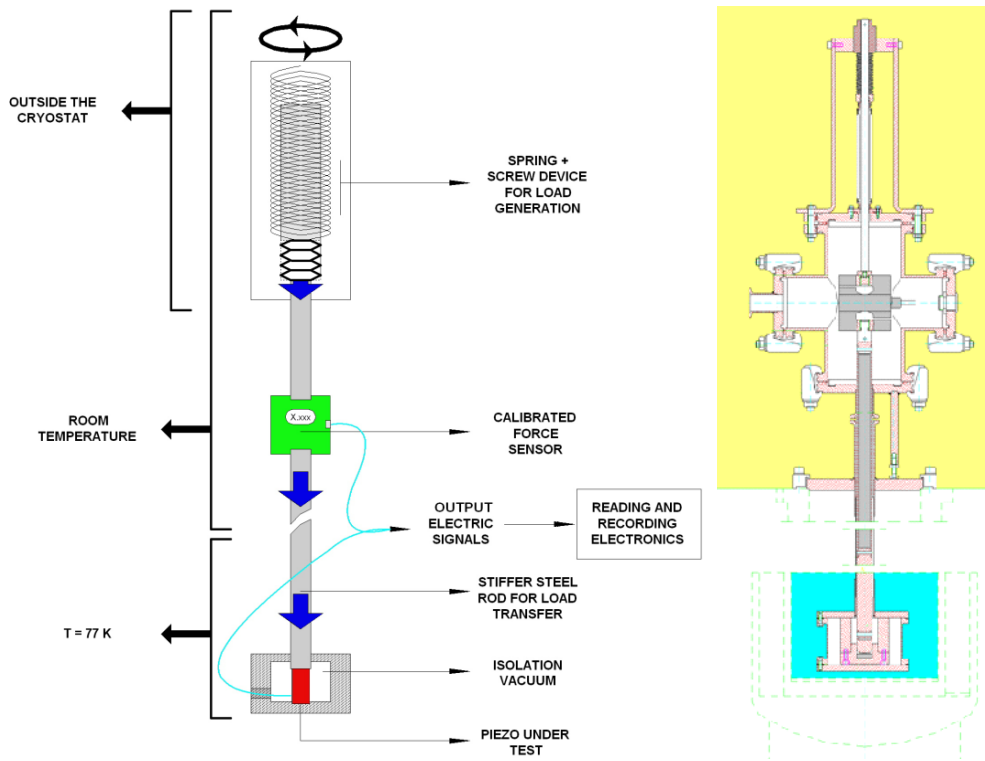 OUTSIDE THE
CRYOSTAT
SPRING +
SCREW DEVICE
FOR LOAD
GENERATION
X.xxx
ROOM
TEMPERATURE
CALIBRATED
FORCE
SENSOR
OUTPUT
ELECTRIC
SIGNALS
READING AND
RECORDING
ELECTRONICS
STIFFER STEEL
ROD FOR LOAD
TRANSFER
T = 77 K
ISOLATION
VACUUM
PIEZO UNDER
TEST